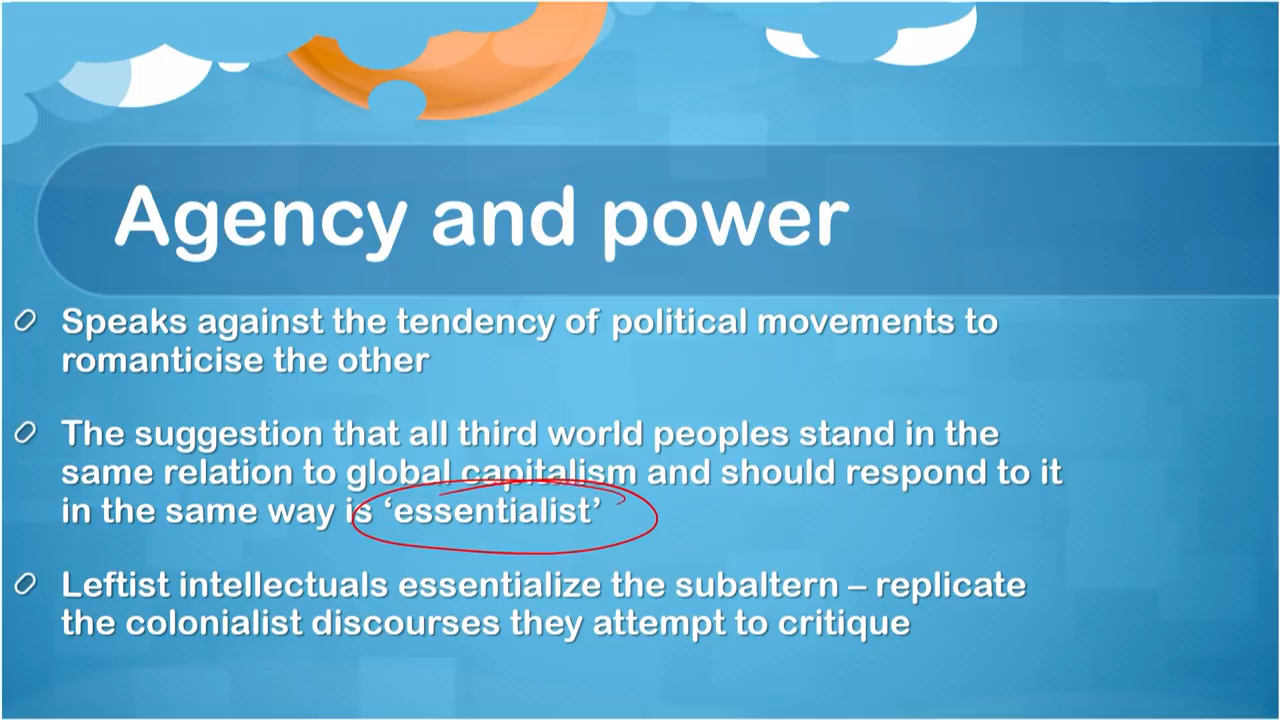 Agency and power
Speaks against the tendency of political movements to
romanticise the other
The suggestion that all third world peoples stand in the
same relation to global capitalism and should respond to it
in the same way is ‘essentialist’
Leftist intellectuals essentialize the subaltern – replicate
the colonialist discourses they attempt to critique